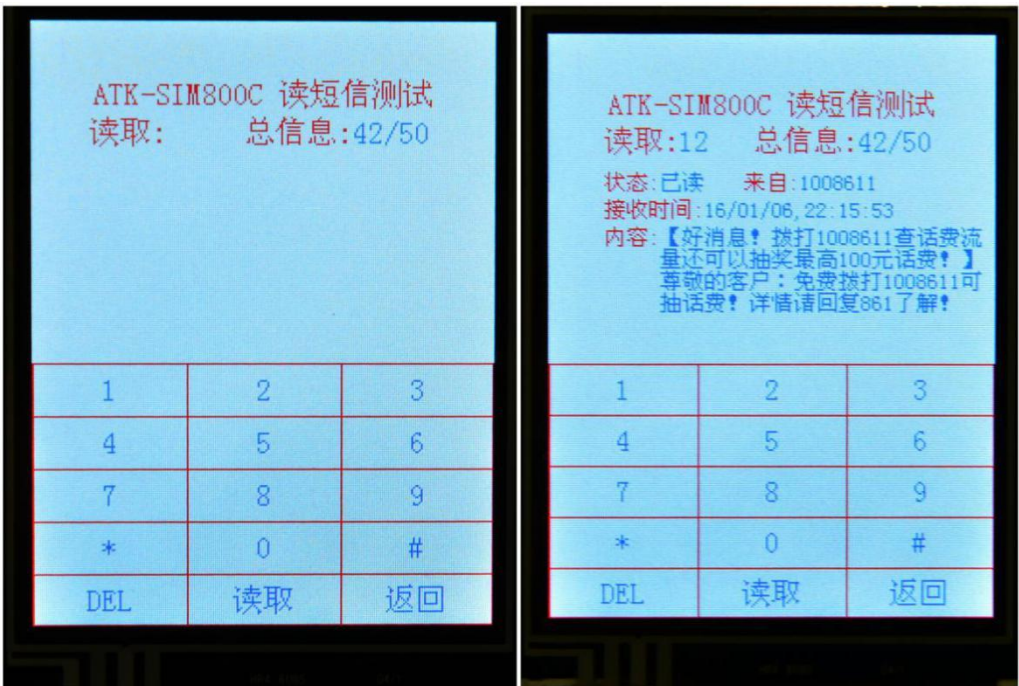 ATK-SIM800C 读短信测试
读取: 总信息:42/50
1 2 3
4 5 6
7 8 9
* 0 #
DEL 读取 返回
ATK-SIM800C 读短信测试
读取:12 总信息:42/50
状态:已读 来自:1008611
接收时间:16/01/06,22:15:53
内容:【好消息！拨打1008611查话费流
量还可以抽奖最高100元话费！】
尊敬的客户：免费拨打1008611可
抽话费！详情请回复861了解！
1 2 3
4 5 6
7 8 9
* 0 #
DEL 读取 返回